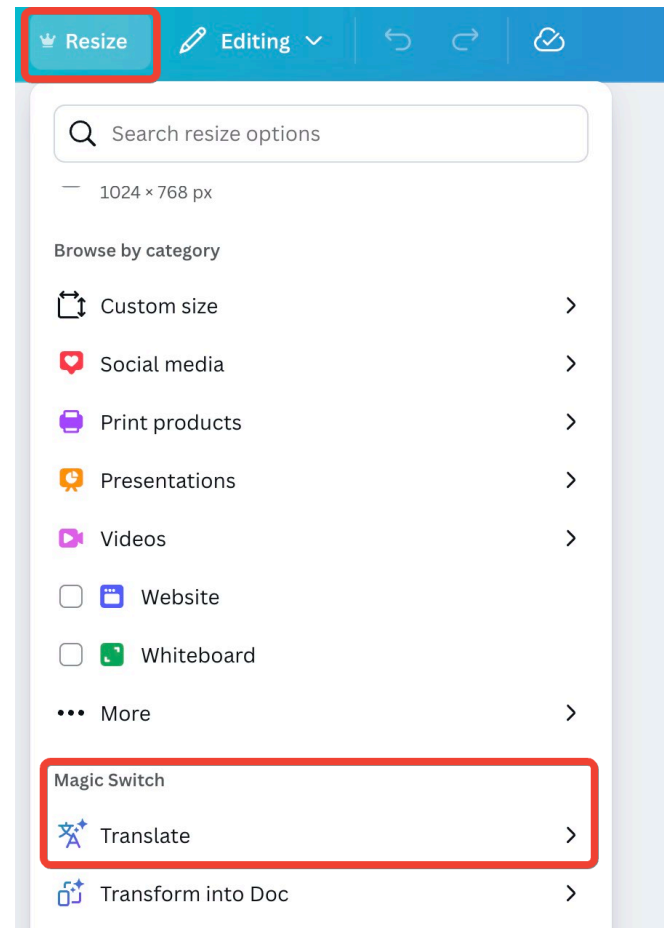 Resize
Editing
Search resize options
1024 × 768 px
Browse by category
Custom size
Social media
Print products
Presentations
Videos
Website
Whiteboard
More
Magic Switch
Translate
Transform into Doc